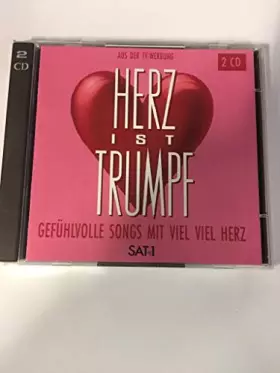 2
CD
AUS DER TV-WERBUNG
2 CD
HERZ
IST
TRUMPF
GEFÜHLVOLLE SONGS MIT VIEL VIEL HERZ
SAT•1